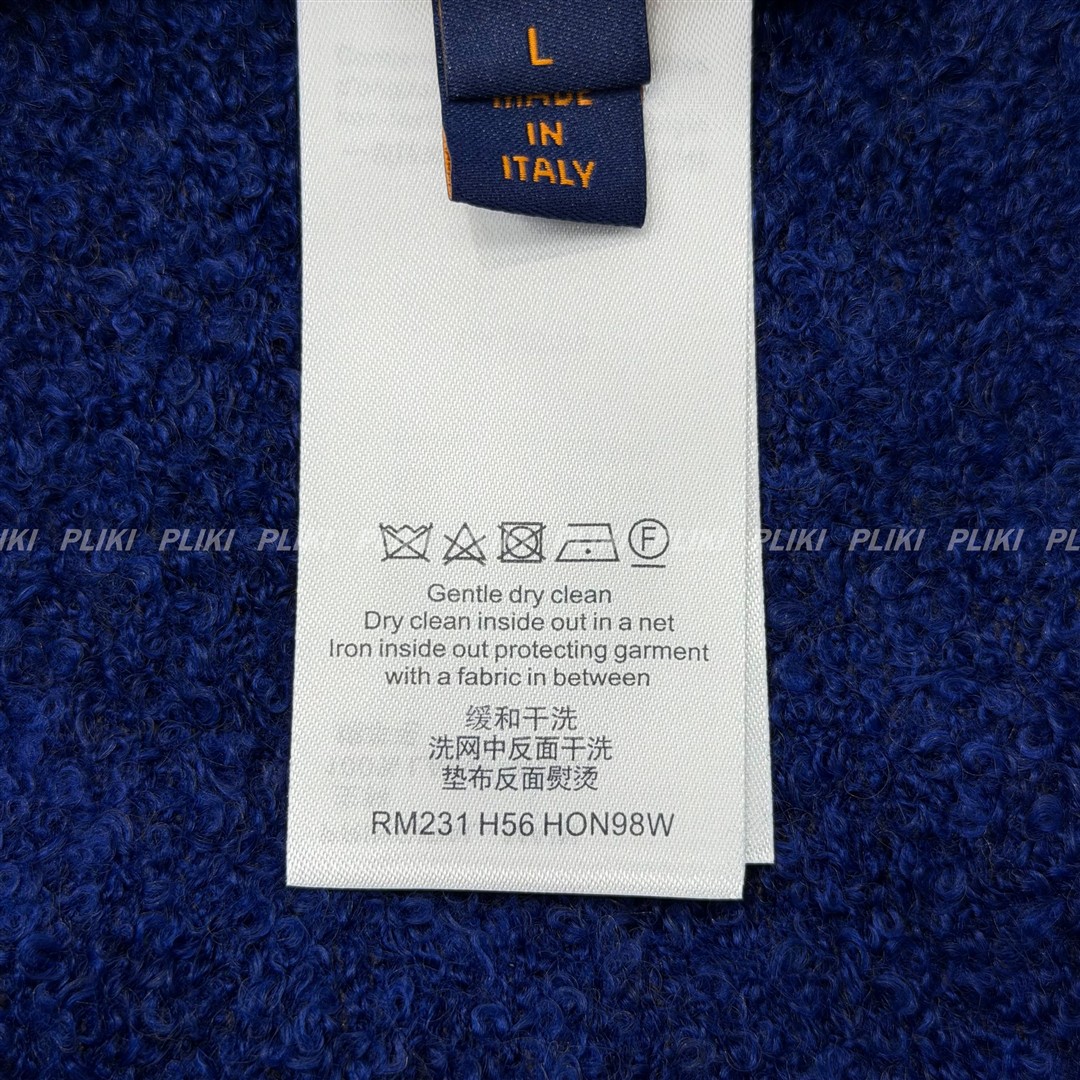 L
MADE
IN
ITALY
PLIKI PLIKI PLIKI PLIKI PLIKI PLIKI
F
Gentle dry clean
Dry clean inside out in a net
Iron inside out protecting garment
with a fabric in between
缓和干洗
洗网中反面干洗
垫布反面熨烫
RM231 H56 HON98W